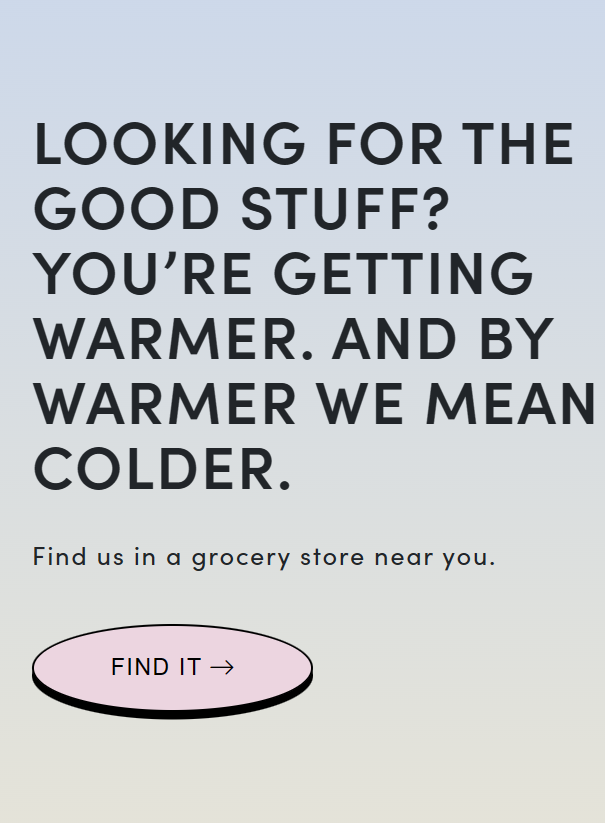 LOOKING FOR THE
GOOD STUFF?
YOU’RE GETTING
WARMER. AND BY
WARMER WE MEAN
COLDER.
Find us in a grocery store near you.
FIND IT →